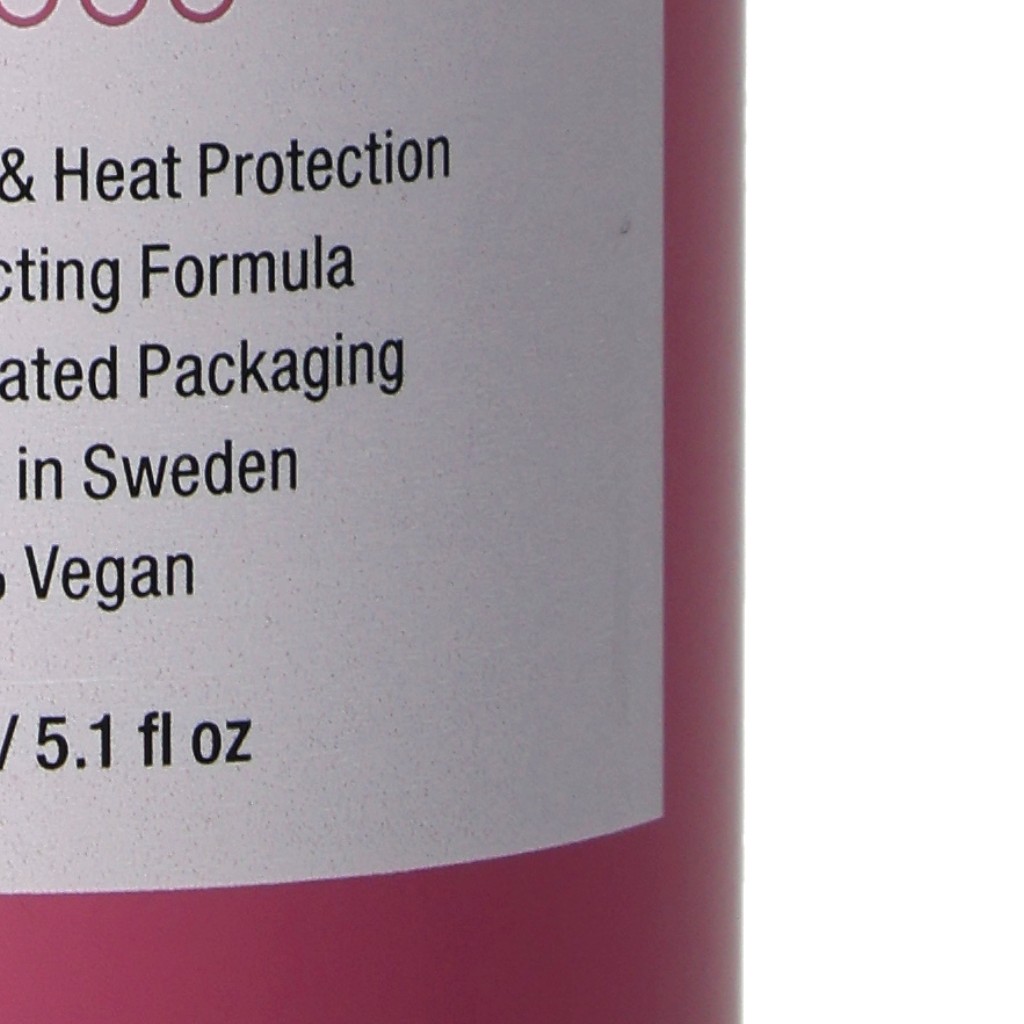 & Heat Protection
cting Formula
ated Packaging
in Sweden
Vegan
/ 5.1 fl oz